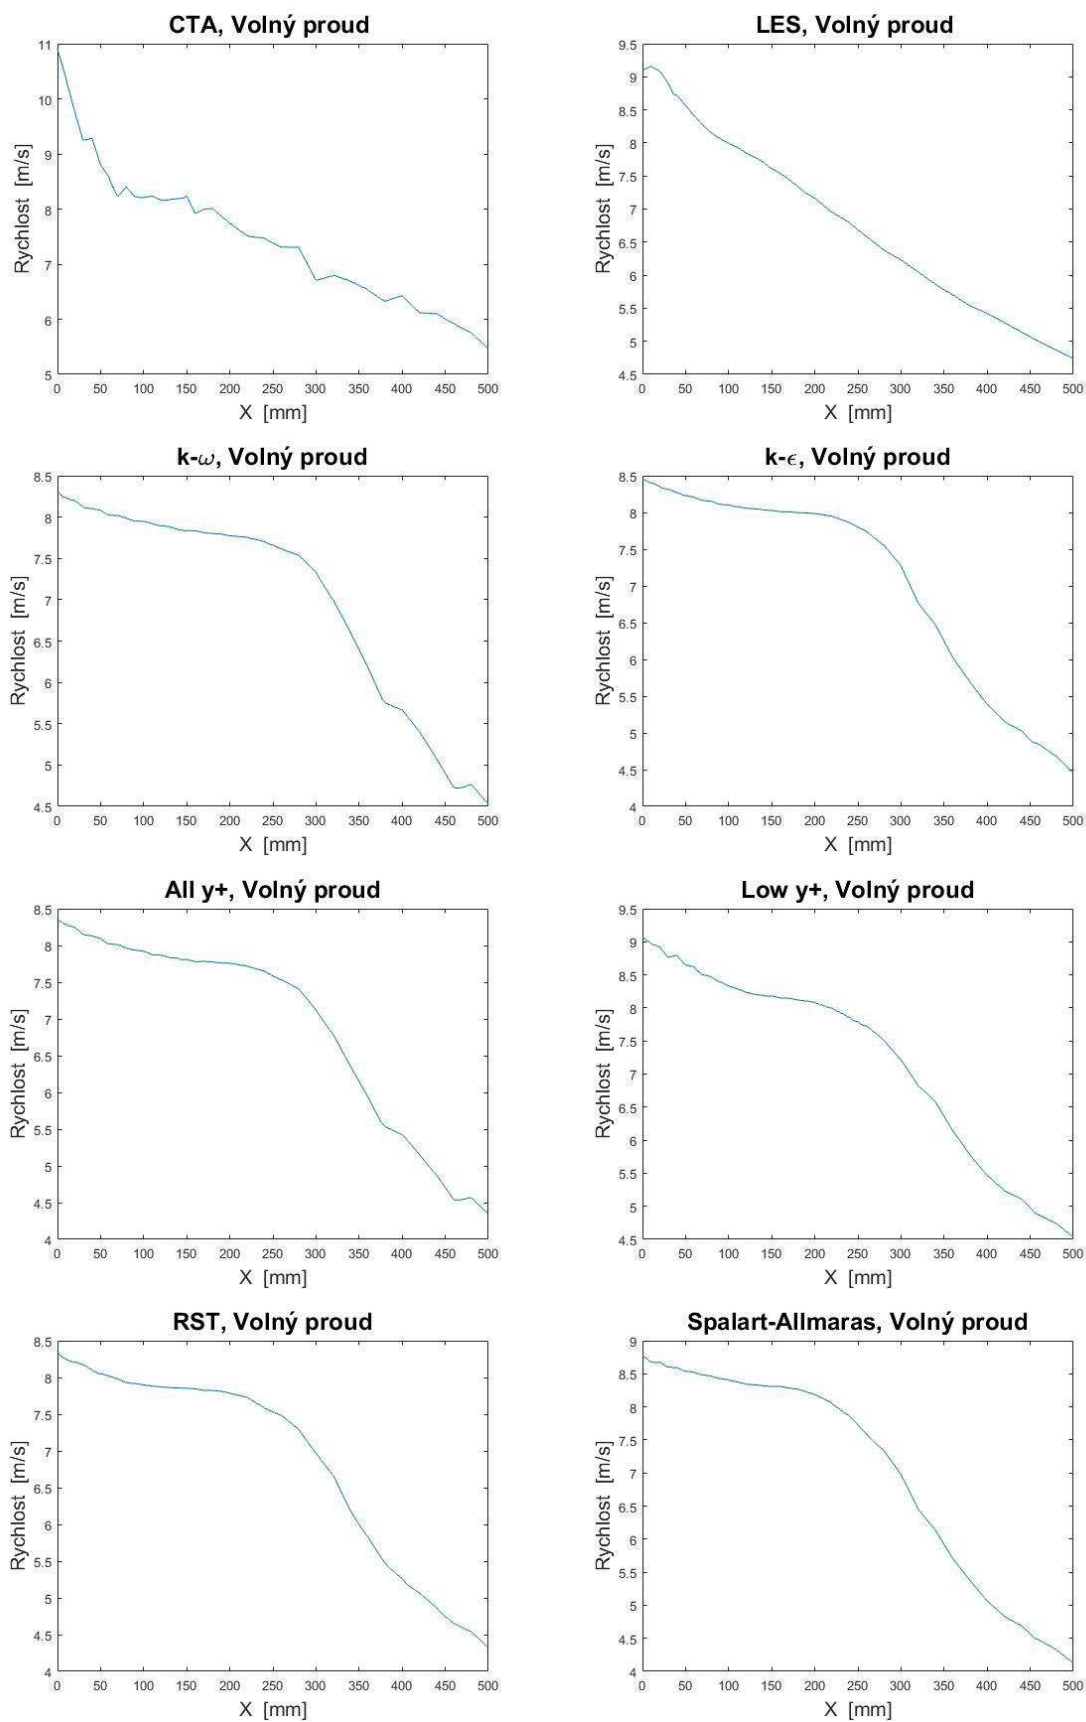 CTA, Volný proud
11
10
9
8
7
6
5
Rychlost [m/s]
0 50 100 150 200 250 300 350 400 450 500
X [mm]
LES, Volný proud
9.5
9
8.5
8
7.5
7
6.5
6
5.5
5
4.5
Rychlost [m/s]
0 50 100 150 200 250 300 350 400 450 500
X [mm]
k-ω, Volný proud
8.5
8
7.5
7
6.5
6
5.5
5
4.5
Rychlost [m/s]
0 50 100 150 200 250 300 350 400 450 500
X [mm]
k-ϵ, Volný proud
8.5
8
7.5
7
6.5
6
5.5
5
4.5
4
Rychlost [m/s]
0 50 100 150 200 250 300 350 400 450 500
X [mm]
All y+, Volný proud
8.5
8
7.5
7
6.5
6
5.5
5
4.5
4
Rychlost [m/s]
0 50 100 150 200 250 300 350 400 450 500
X [mm]
Low y+, Volný proud
9.5
9
8.5
8
7.5
7
6.5
6
5.5
5
4.5
Rychlost [m/s]
0 50 100 150 200 250 300 350 400 450 500
X [mm]
RST, Volný proud
8.5
8
7.5
7
6.5
6
5.5
5
4.5
4
Rychlost [m/s]
0 50 100 150 200 250 300 350 400 450 500
X [mm]
Spalart-Allmaras, Volný proud
9
8.5
8
7.5
7
6.5
6
5.5
5
4.5
4
Rychlost [m/s]
0 50 100 150 200 250 300 350 400 450 500
X [mm]